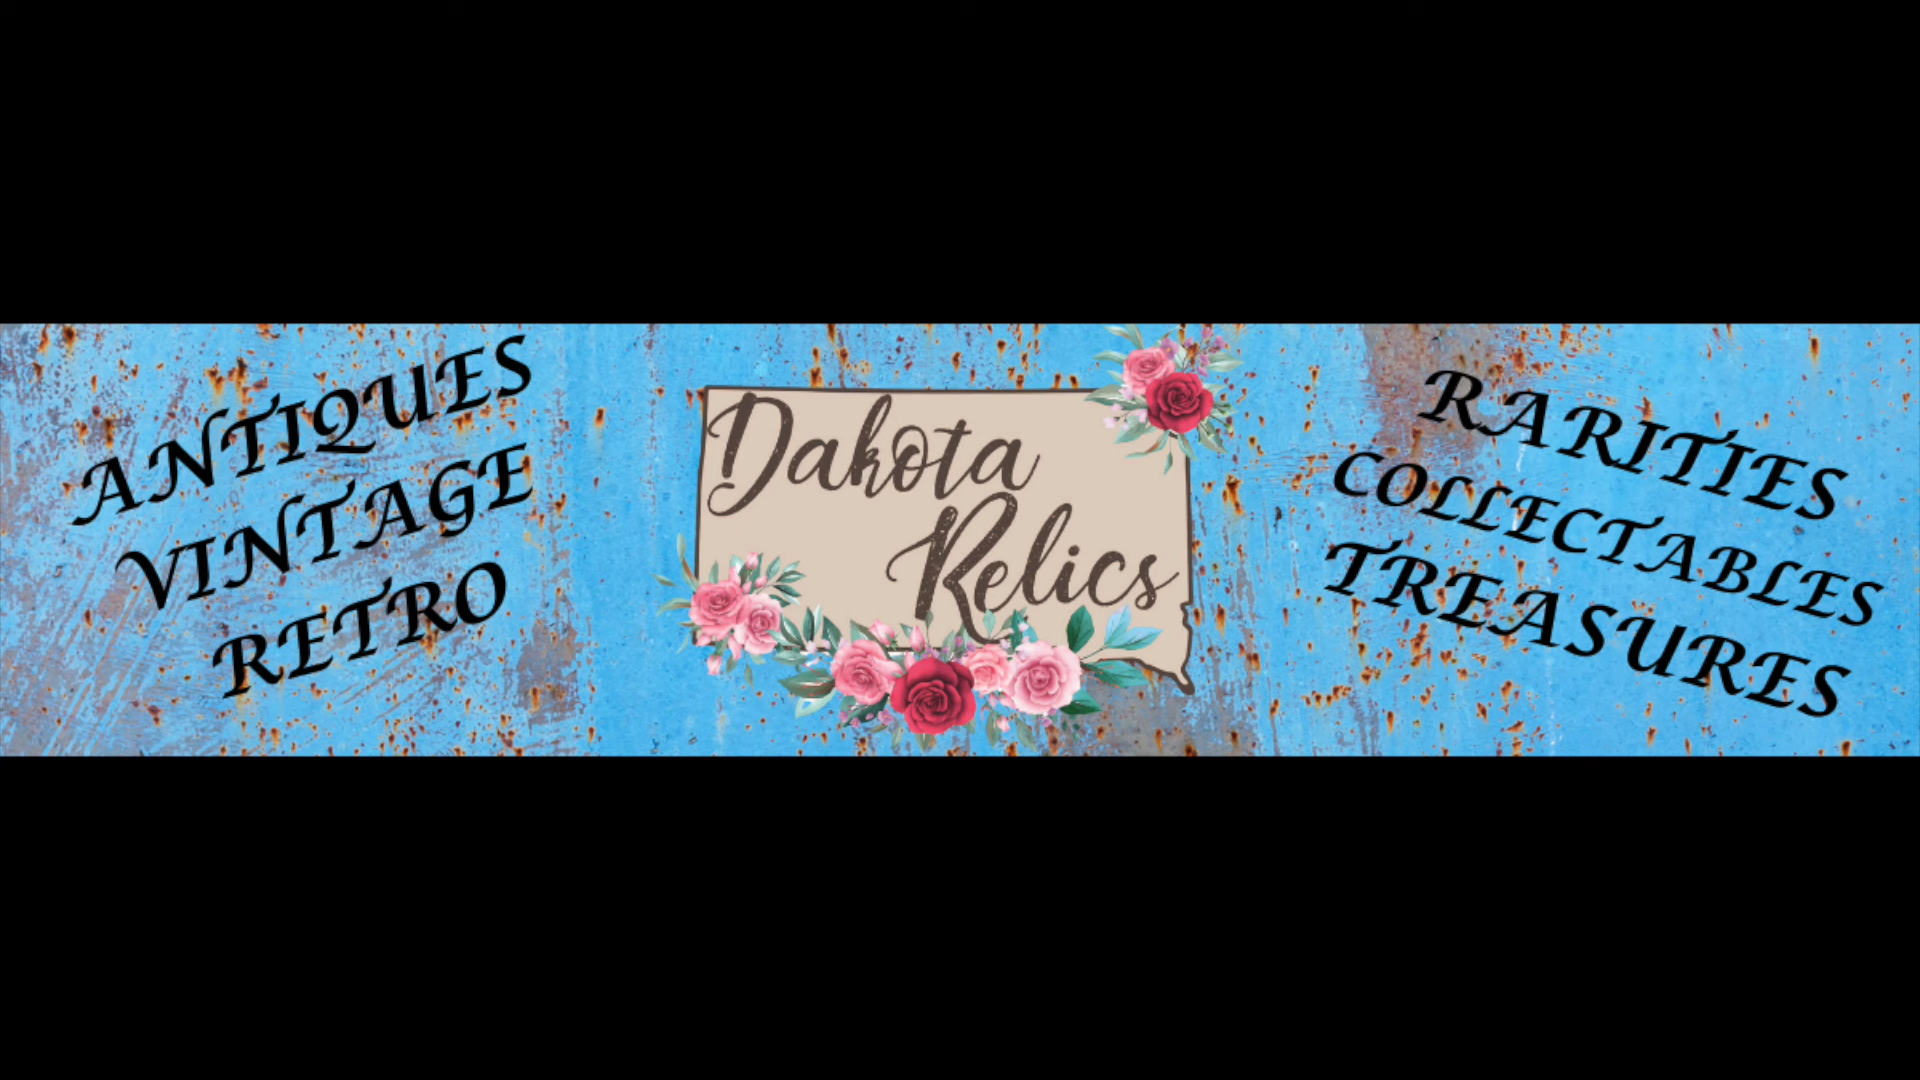 ANTIQUES
VINTAGE
RETRO
Dakota
Relics
RARITIES
COLLECTABLES
TREASURES